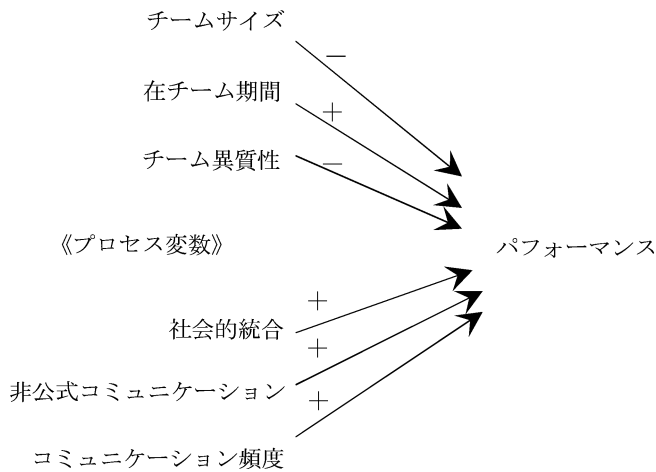 チームサイズ
−
在チーム期間
+
チーム異質性
−
《プロセス変数》
パフォーマンス
+
社会的統合
+
非公式コミュニケーション
+
コミュニケーション頻度